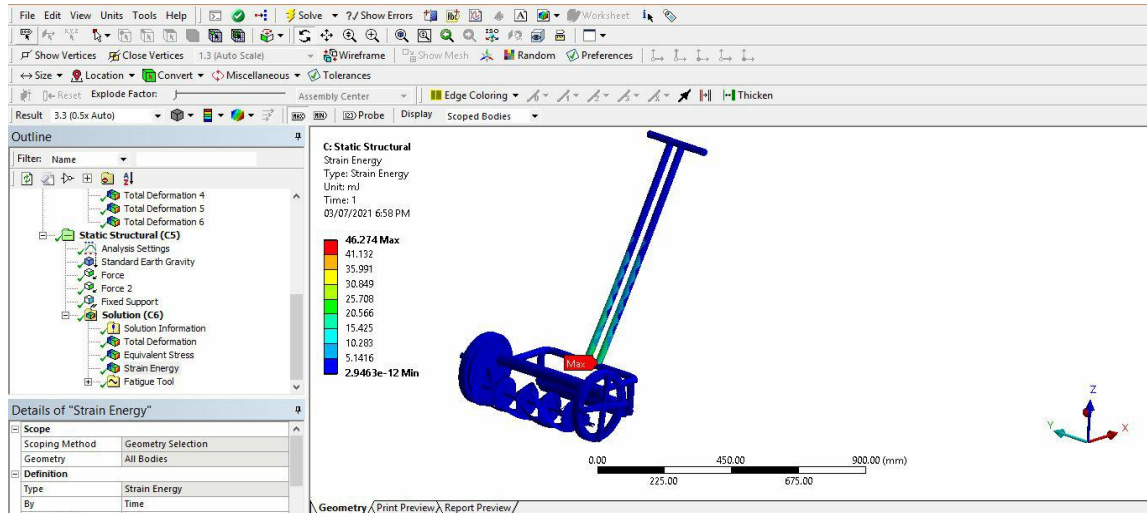 File Edit View Units Tools Help Solve ?/ Show Errors Worksheet
Show Vertices Close Vertices 1.3 (Auto Scale) Wireframe Show Mesh Random Preferences
Size Location Convert Miscellaneous Tolerances
Reset Explode Factor: Assembly Center Edge Coloring Thicken
Result 3.3 (0.5x Auto) MAX MIN Probe Display Scoped Bodies
Outline
Filter: Name
Total Deformation 4
Total Deformation 5
Total Deformation 6
Static Structural (C5)
Analysis Settings
Standard Earth Gravity
Force
Force 2
Fixed Support
Solution (C6)
Solution Information
Total Deformation
Equivalent Stress
Strain Energy
Fatigue Tool
Details of "Strain Energy"
Scope
Scoping Method Geometry Selection
Geometry All Bodies
Definition
Type Strain Energy
By Time
C: Static Structural
Strain Energy
Type: Strain Energy
Unit: mJ
Time: 1
03/07/2021 6:58 PM
46.274 Max
41.132
35.991
30.849
25.708
20.566
15.425
10.283
5.1416
2.9463e-12 Min
Max
Z
Y
X
0.00 450.00 900.00 (mm)
225.00 675.00
Geometry Print Preview Report Preview